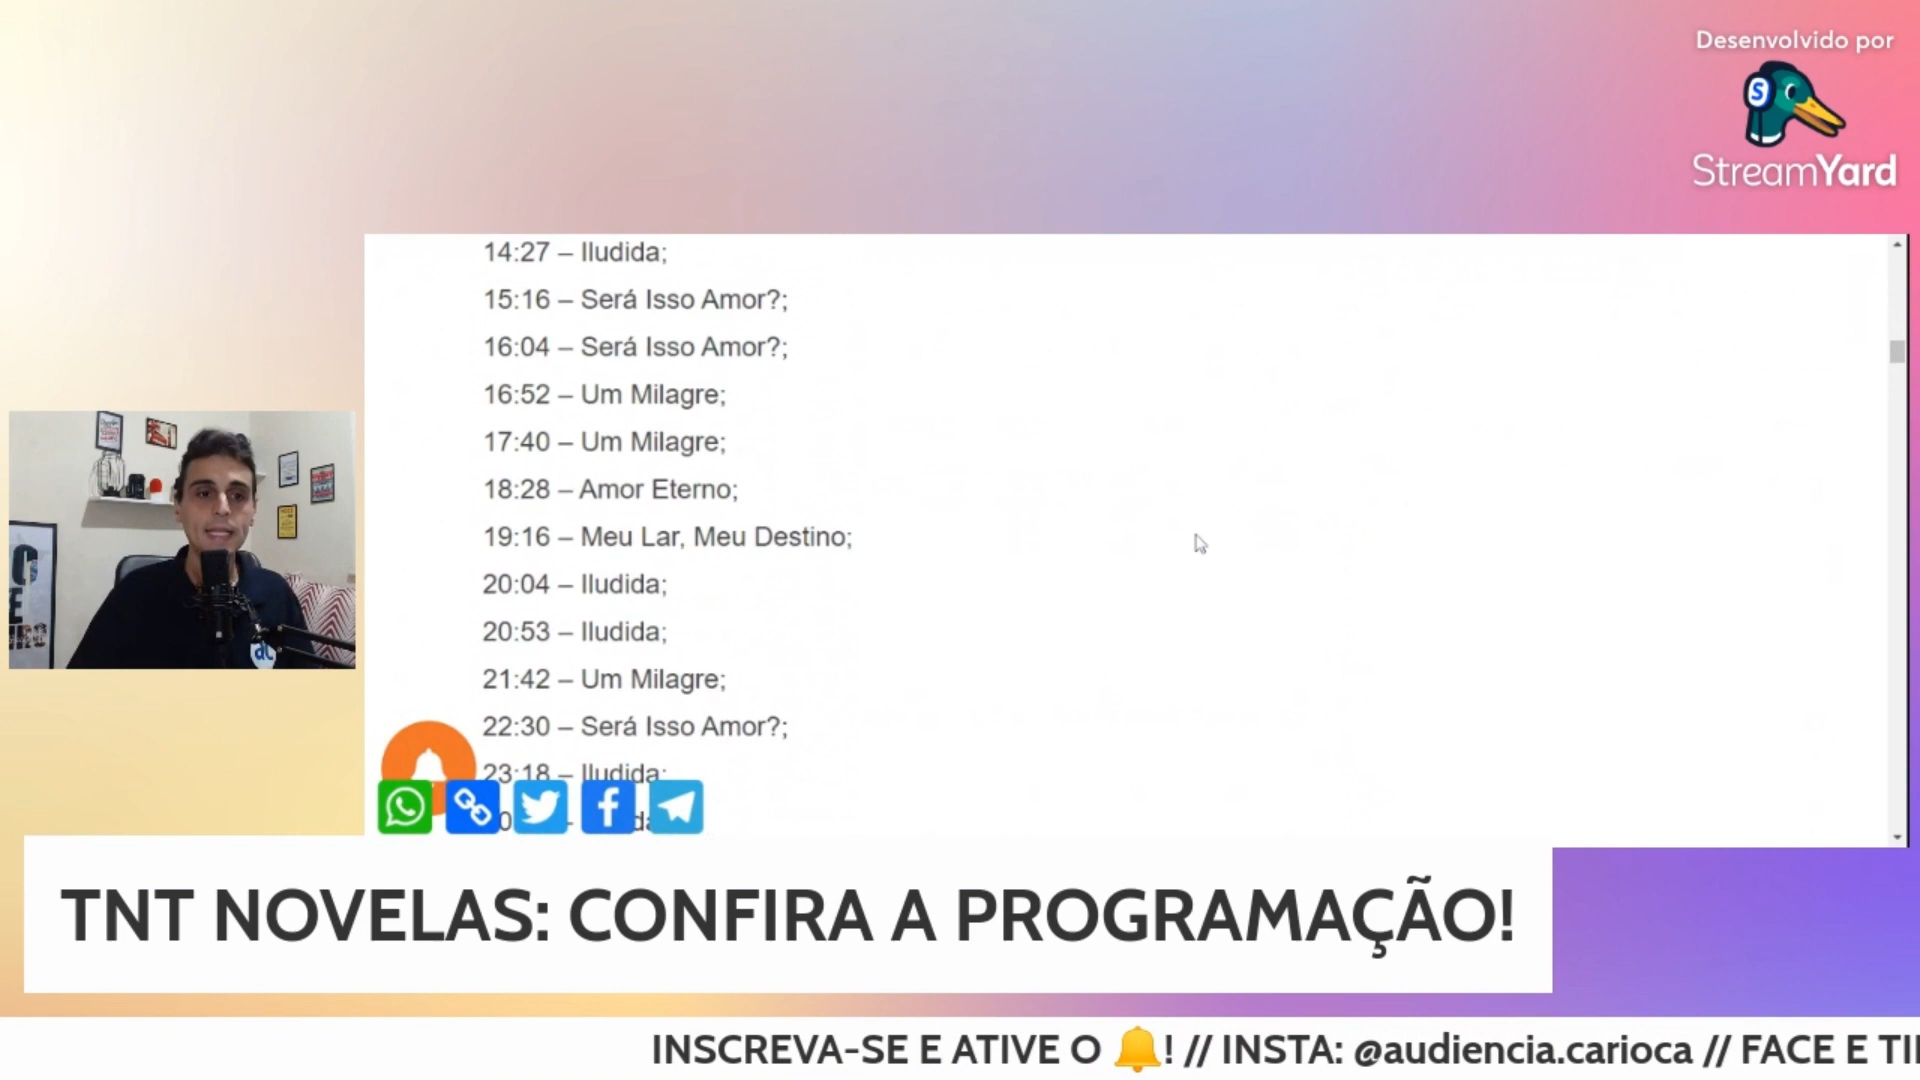 Desenvolvido por
S
StreamYard
14:27 – Iludida;
15:16 – Será Isso Amor?;
16:04 – Será Isso Amor?;
16:52 – Um Milagre;
17:40 – Um Milagre;
18:28 – Amor Eterno;
19:16 – Meu Lar, Meu Destino;
20:04 – Iludida;
20:53 – Iludida;
21:42 – Um Milagre;
22:30 – Será Isso Amor?;
23:18 – Iludida;
TNT NOVELAS: CONFIRA A PROGRAMAÇÃO!
INSCREVA-SE E ATIVE O 🔔! // INSTA: @audiencia.carioca // FACE E